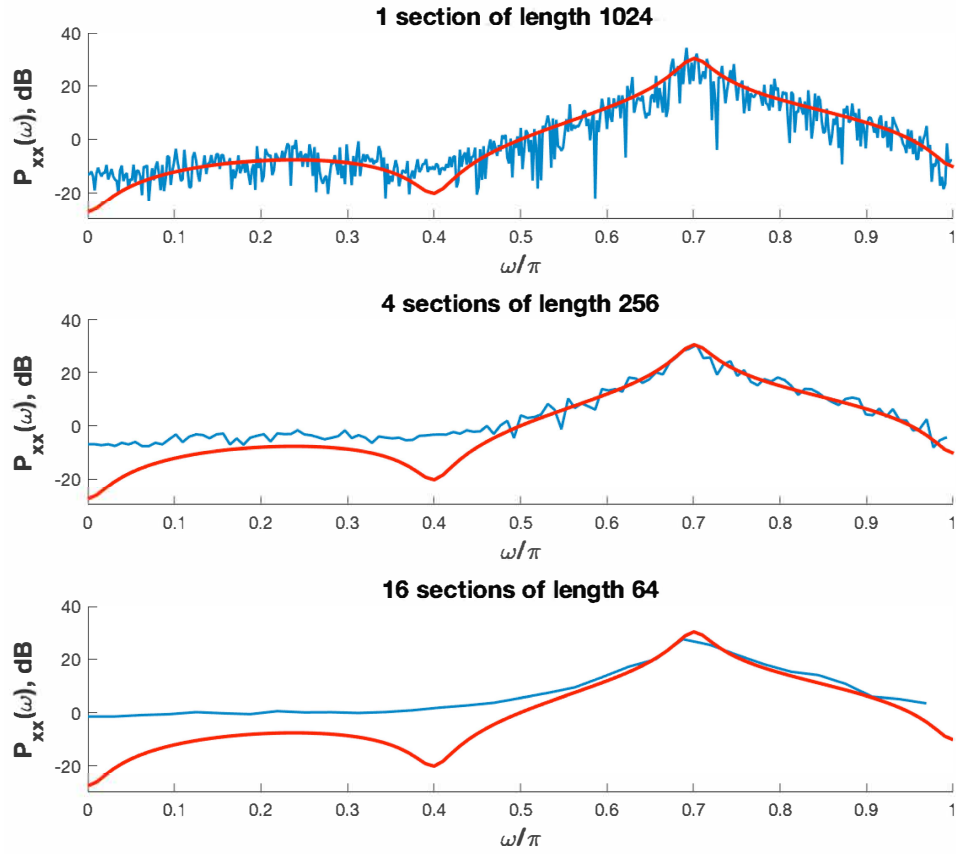 1 section of length 1024
P_xx(ω), dB
40
20
0
-20
0 0.1 0.2 0.3 0.4 0.5 0.6 0.7 0.8 0.9 1
ω/π
4 sections of length 256
P_xx(ω), dB
40
20
0
-20
0 0.1 0.2 0.3 0.4 0.5 0.6 0.7 0.8 0.9 1
ω/π
16 sections of length 64
P_xx(ω), dB
40
20
0
-20
0 0.1 0.2 0.3 0.4 0.5 0.6 0.7 0.8 0.9 1
ω/π